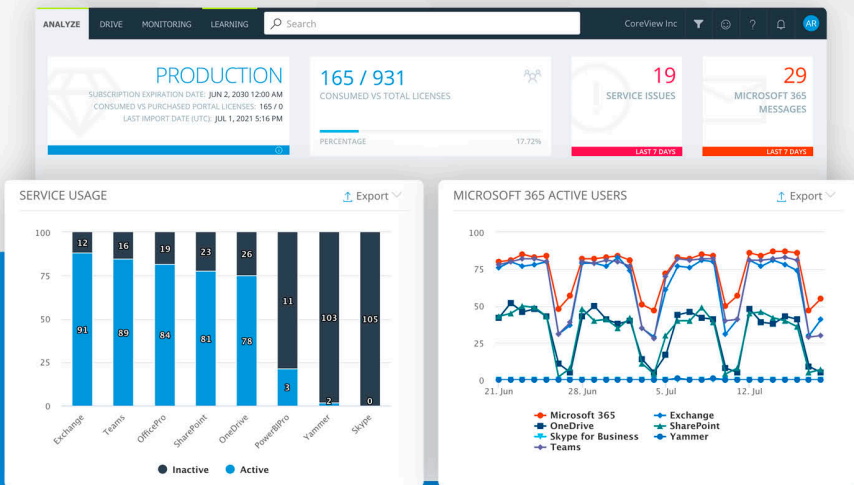 ANALYZE DRIVE MONITORING LEARNING Search CoreView Inc ? AR
PRODUCTION
SUBSCRIPTION EXPIRATION DATE: JUN 2, 2030 12:00 AM
CONSUMED VS PURCHASED PORTAL LICENSES: 165 / 0
LAST IMPORT DATE (UTC): JUL 1, 2021 5:16 PM
165 / 931
CONSUMED VS TOTAL LICENSES
PERCENTAGE 17.72%
19
SERVICE ISSUES
LAST 7 DAYS
29
MICROSOFT 365
MESSAGES
LAST 7 DAYS
SERVICE USAGE Export
100
75
50
25
0
12 16 19 23 26 11 103 105
91 89 84 81 78 3 2 0
Exchange Teams OfficePro SharePoint OneDrive PowerBIPro Yammer Skype
Inactive Active
MICROSOFT 365 ACTIVE USERS Export
100
75
50
25
0
21. Jun 28. Jun 5. Jul 12. Jul
Microsoft 365 Exchange
OneDrive SharePoint
Skype for Business Yammer
Teams